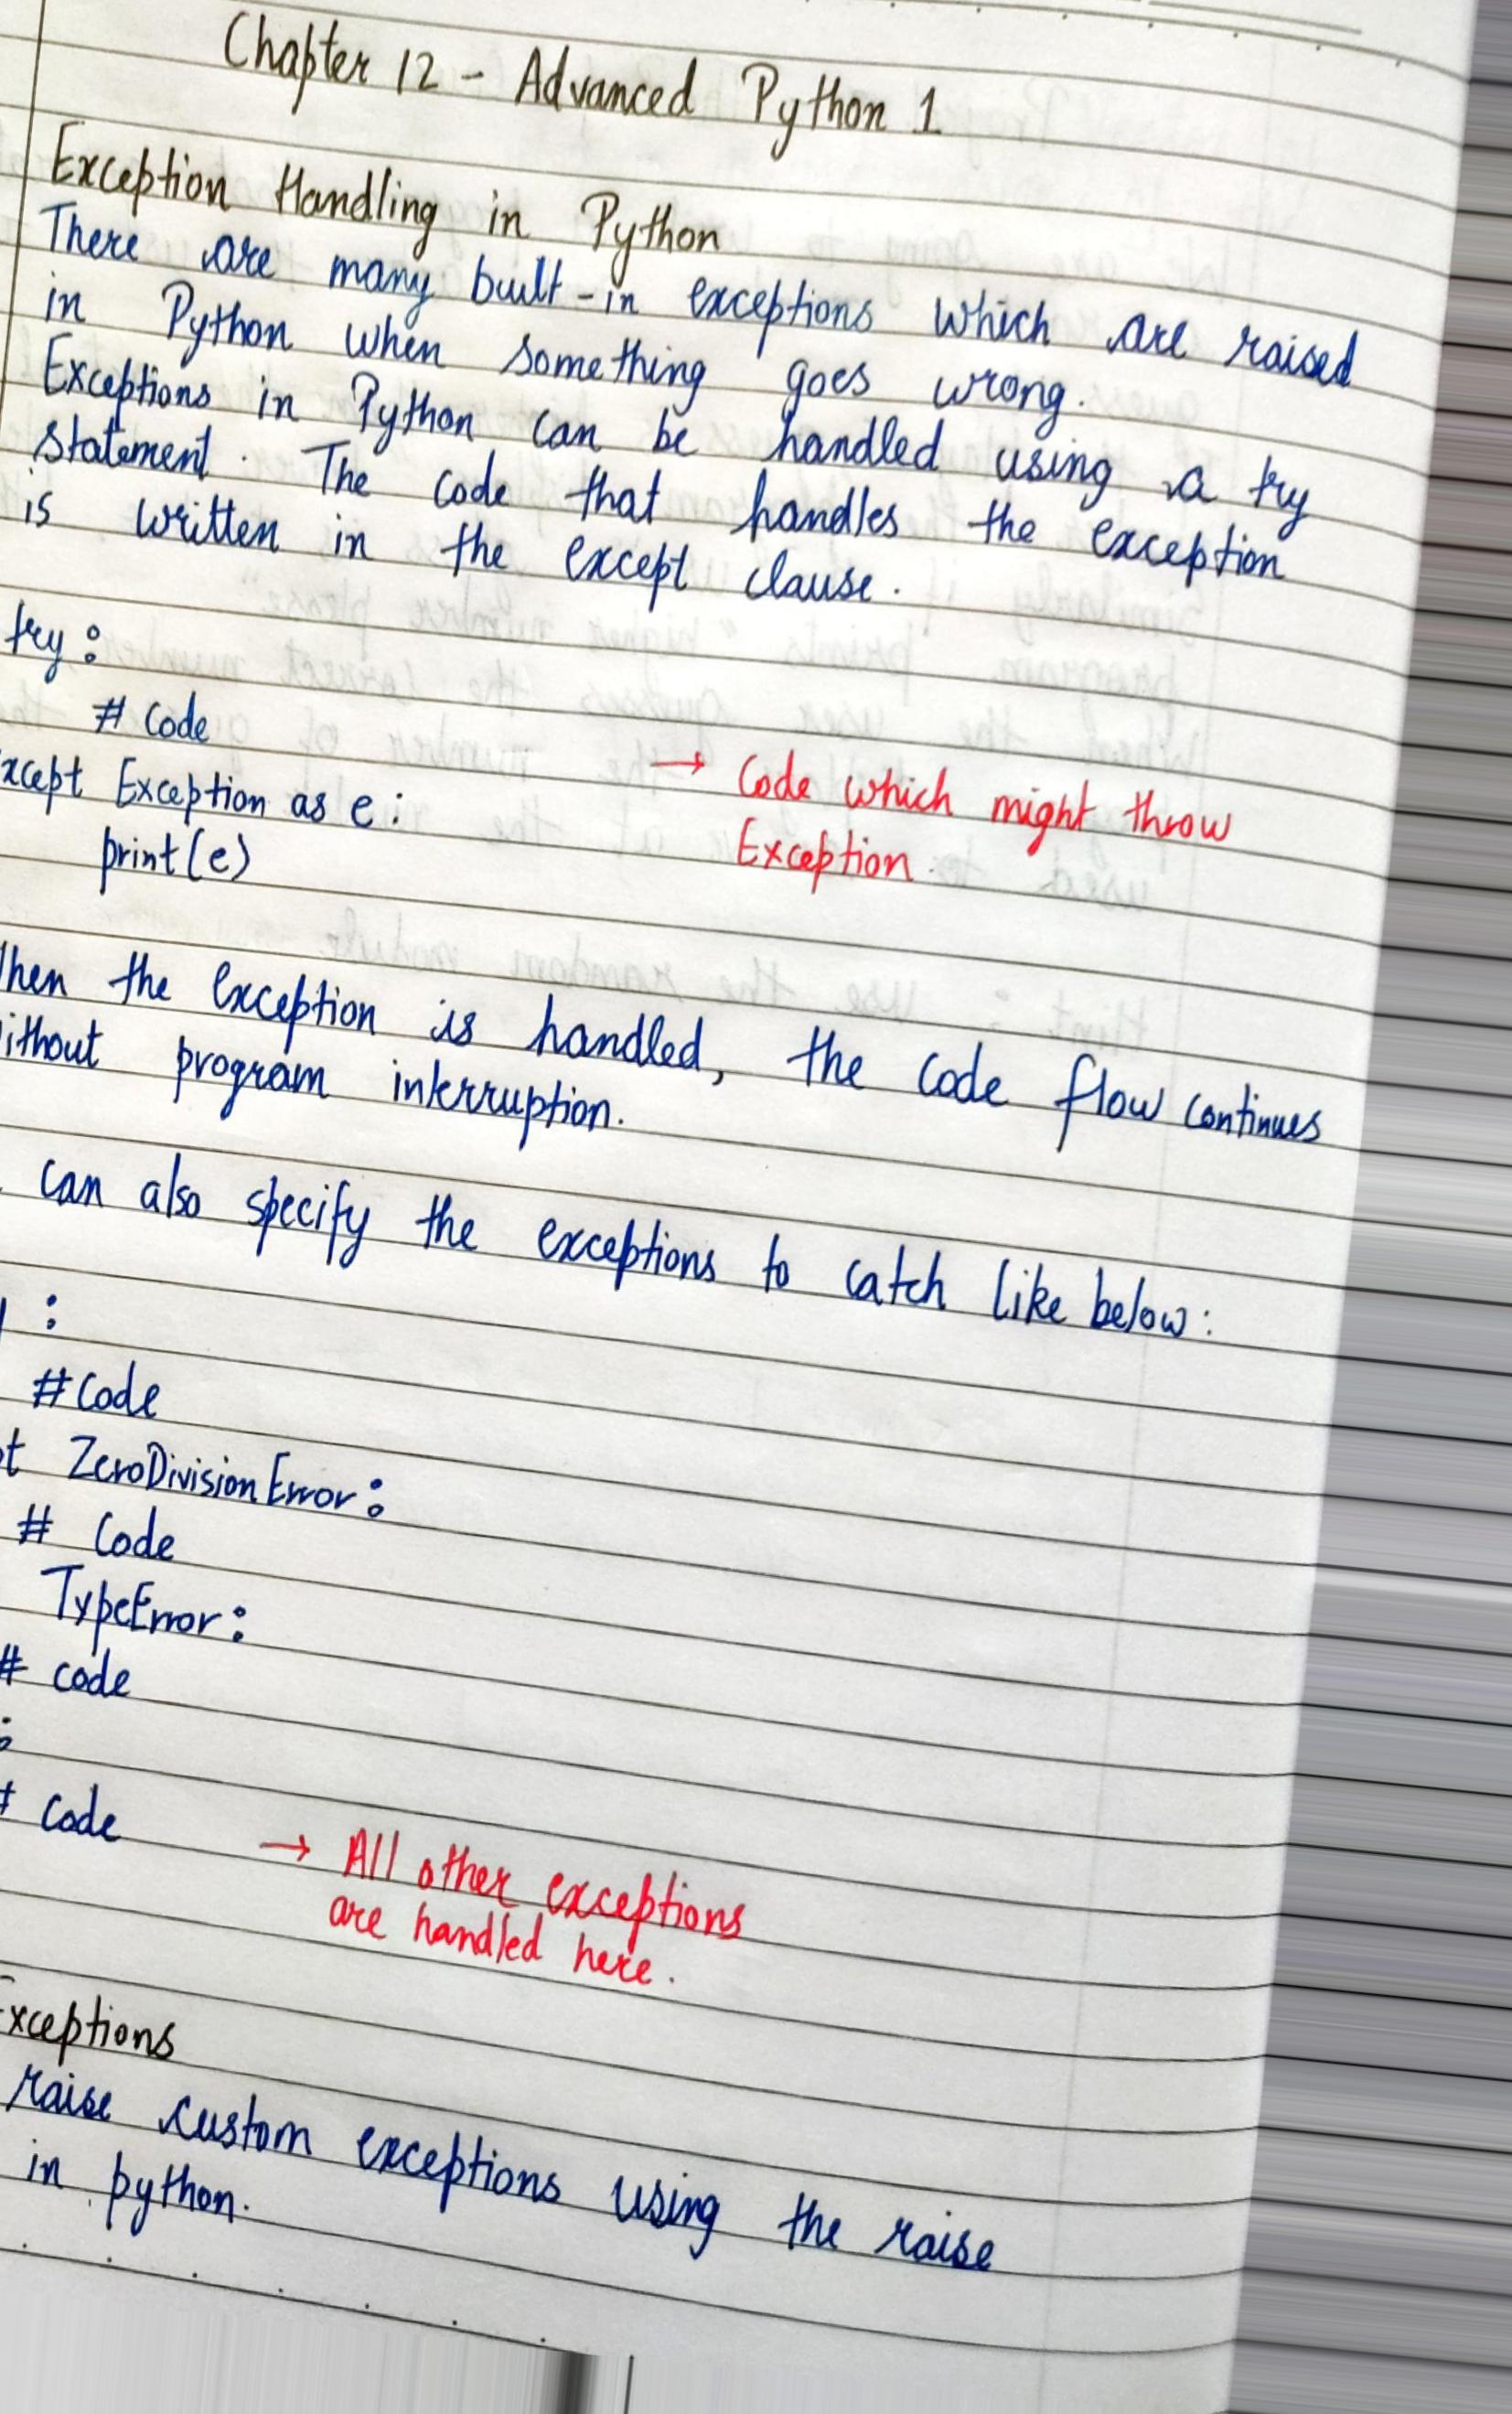 Chapter 12 - Advanced Python 1
Exception Handling in Python
There are many built-in exceptions which are raised
in Python when something goes wrong.
Exceptions in Python can be handled using a try
statement. The code that handles the exception
is written in the except clause.
try:
# code
xcept Exception as e:
→ Code which might throw
print(e)
Exception.
hen the exception is handled, the code flow continues
ithout program interruption.
can also specify the exceptions to catch like below:
:
#Code
t ZeroDivisionError:
# Code
TypeError:
# code
:
# code
→ All other exceptions
are handled here.
xceptions
raise custom exceptions using the raise
in python.